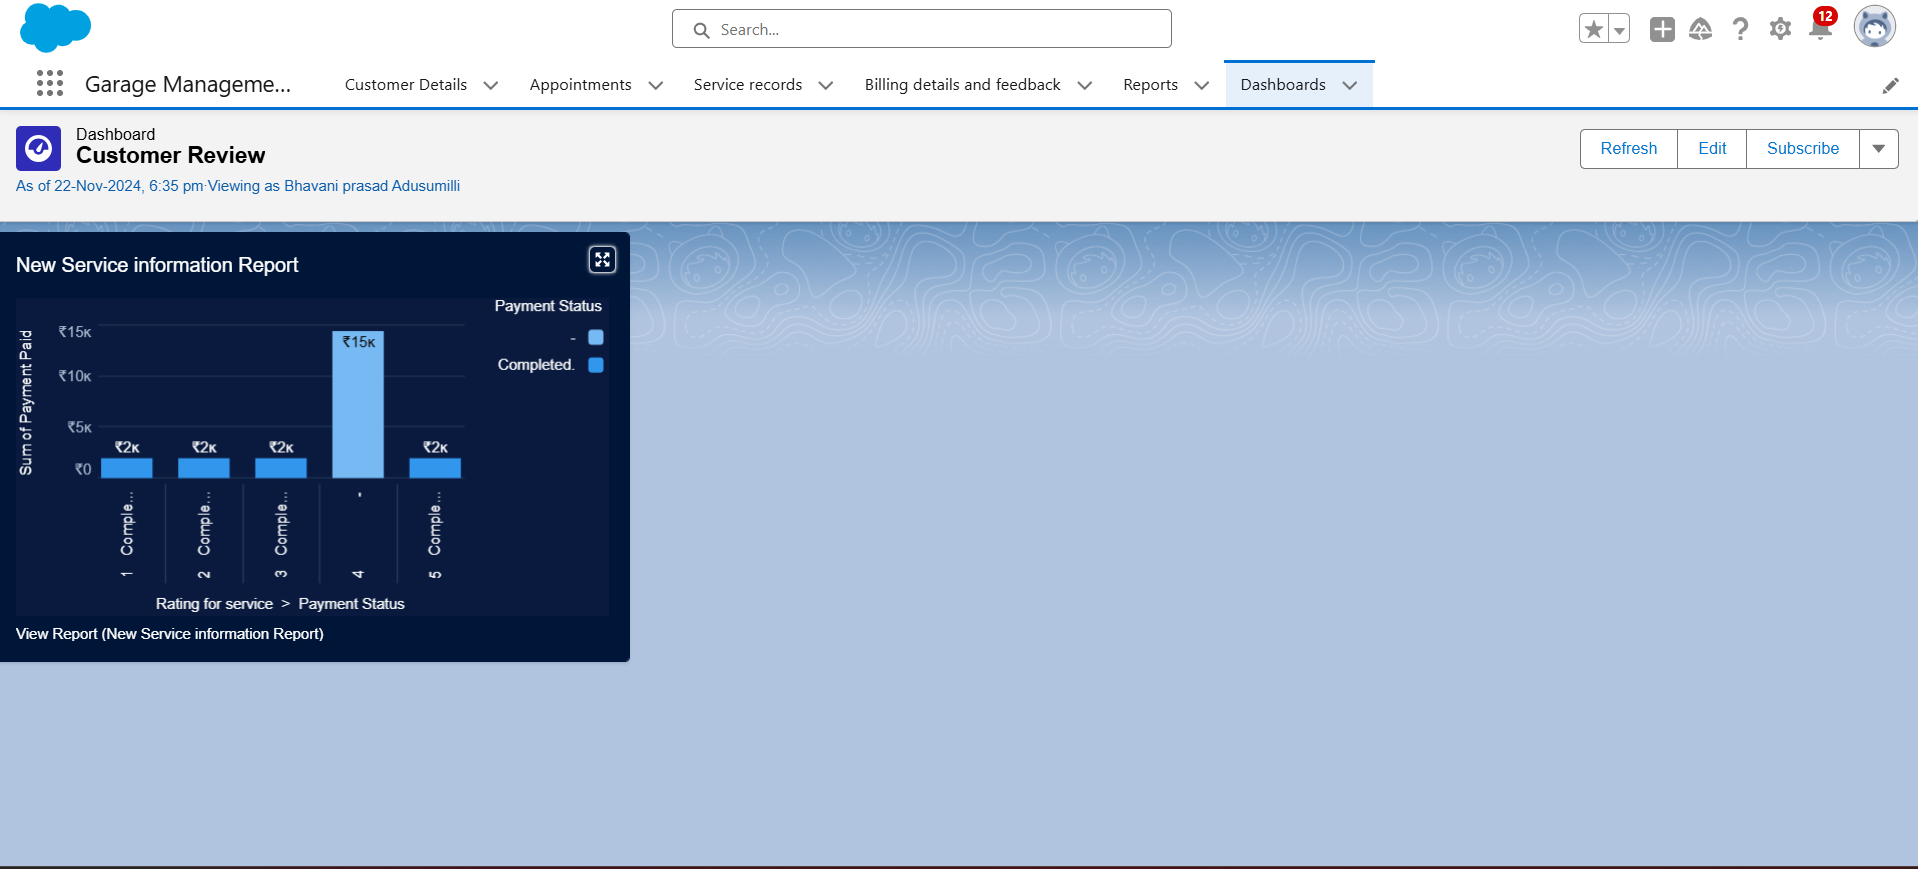 Search...
12
Garage Manageme...
Customer Details
Appointments
Service records
Billing details and feedback
Reports
Dashboards
Dashboard
Customer Review
As of 22-Nov-2024, 6:35 pm·Viewing as Bhavani prasad Adusumilli
Refresh
Edit
Subscribe
New Service information Report
Payment Status
-
Completed.
Sum of Payment Paid
₹15K
₹10K
₹5K
₹0
₹2K
₹2K
₹2K
₹15K
₹2K
Comple...
Comple...
Comple...
-
Comple...
1
2
3
4
5
Rating for service > Payment Status
View Report (New Service information Report)